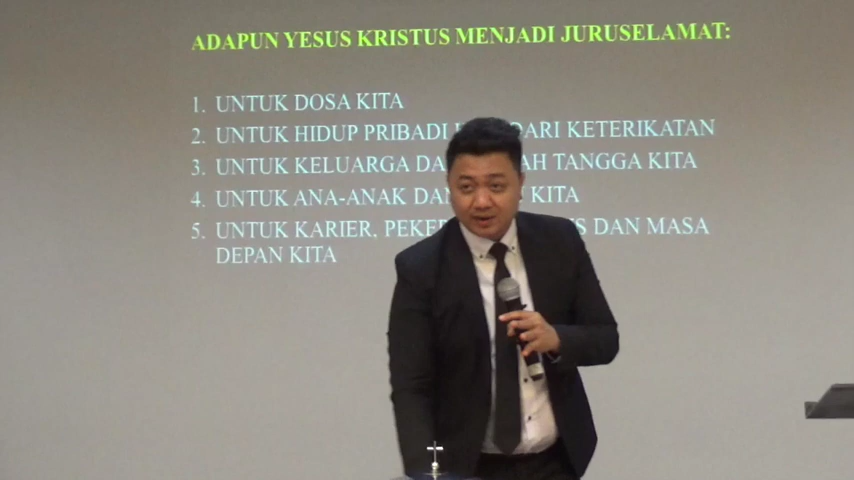 ADAPUN YESUS KRISTUS MENJADI JURUSELAMAT:
1. UNTUK DOSA KITA
2. UNTUK HIDUP PRIBADI DARI KETERIKATAN
3. UNTUK KELUARGA TANGGA KITA
4. UNTUK ANA-ANAK KITA
5. UNTUK KARIER, DAN MASA
DEPAN KITA